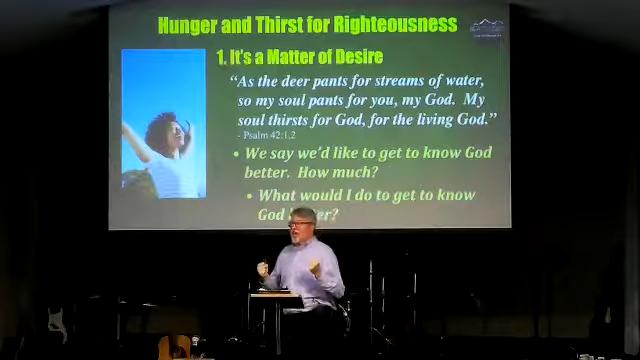 Hunger and Thirst for Righteousness
1. It's a Matter of Desire
“As the deer pants for streams of water,
so my soul pants for you, my God. My
soul thirsts for God, for the living God.”
- Psalm 42:1,2
• We say we'd like to get to know God
better. How much?
• What would I do to get to know
God